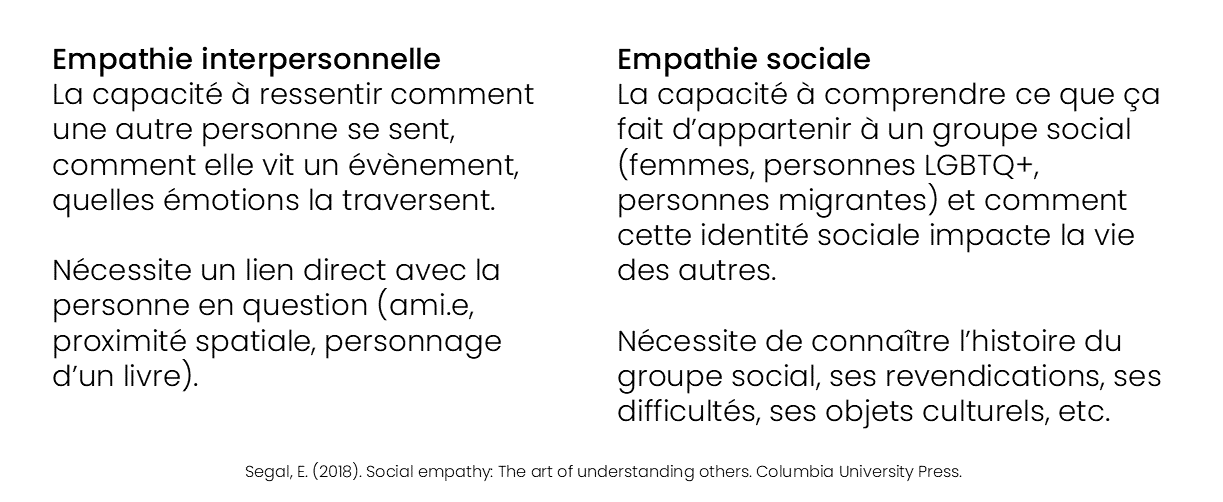 Empathie interpersonnelle
La capacité à ressentir comment
une autre personne se sent,
comment elle vit un évènement,
quelles émotions la traversent.
Nécessite un lien direct avec la
personne en question (ami.e,
proximité spatiale, personnage
d'un livre).
Empathie sociale
La capacité à comprendre ce que ça
fait d'appartenir à un groupe social
(femmes, personnes LGBTQ+,
personnes migrantes) et comment
cette identité sociale impacte la vie
des autres.
Nécessite de connaître l'histoire du
groupe social, ses revendications, ses
difficultés, ses objets culturels, etc.
Segal, E. (2018). Social empathy: The art of understanding others. Columbia University Press.